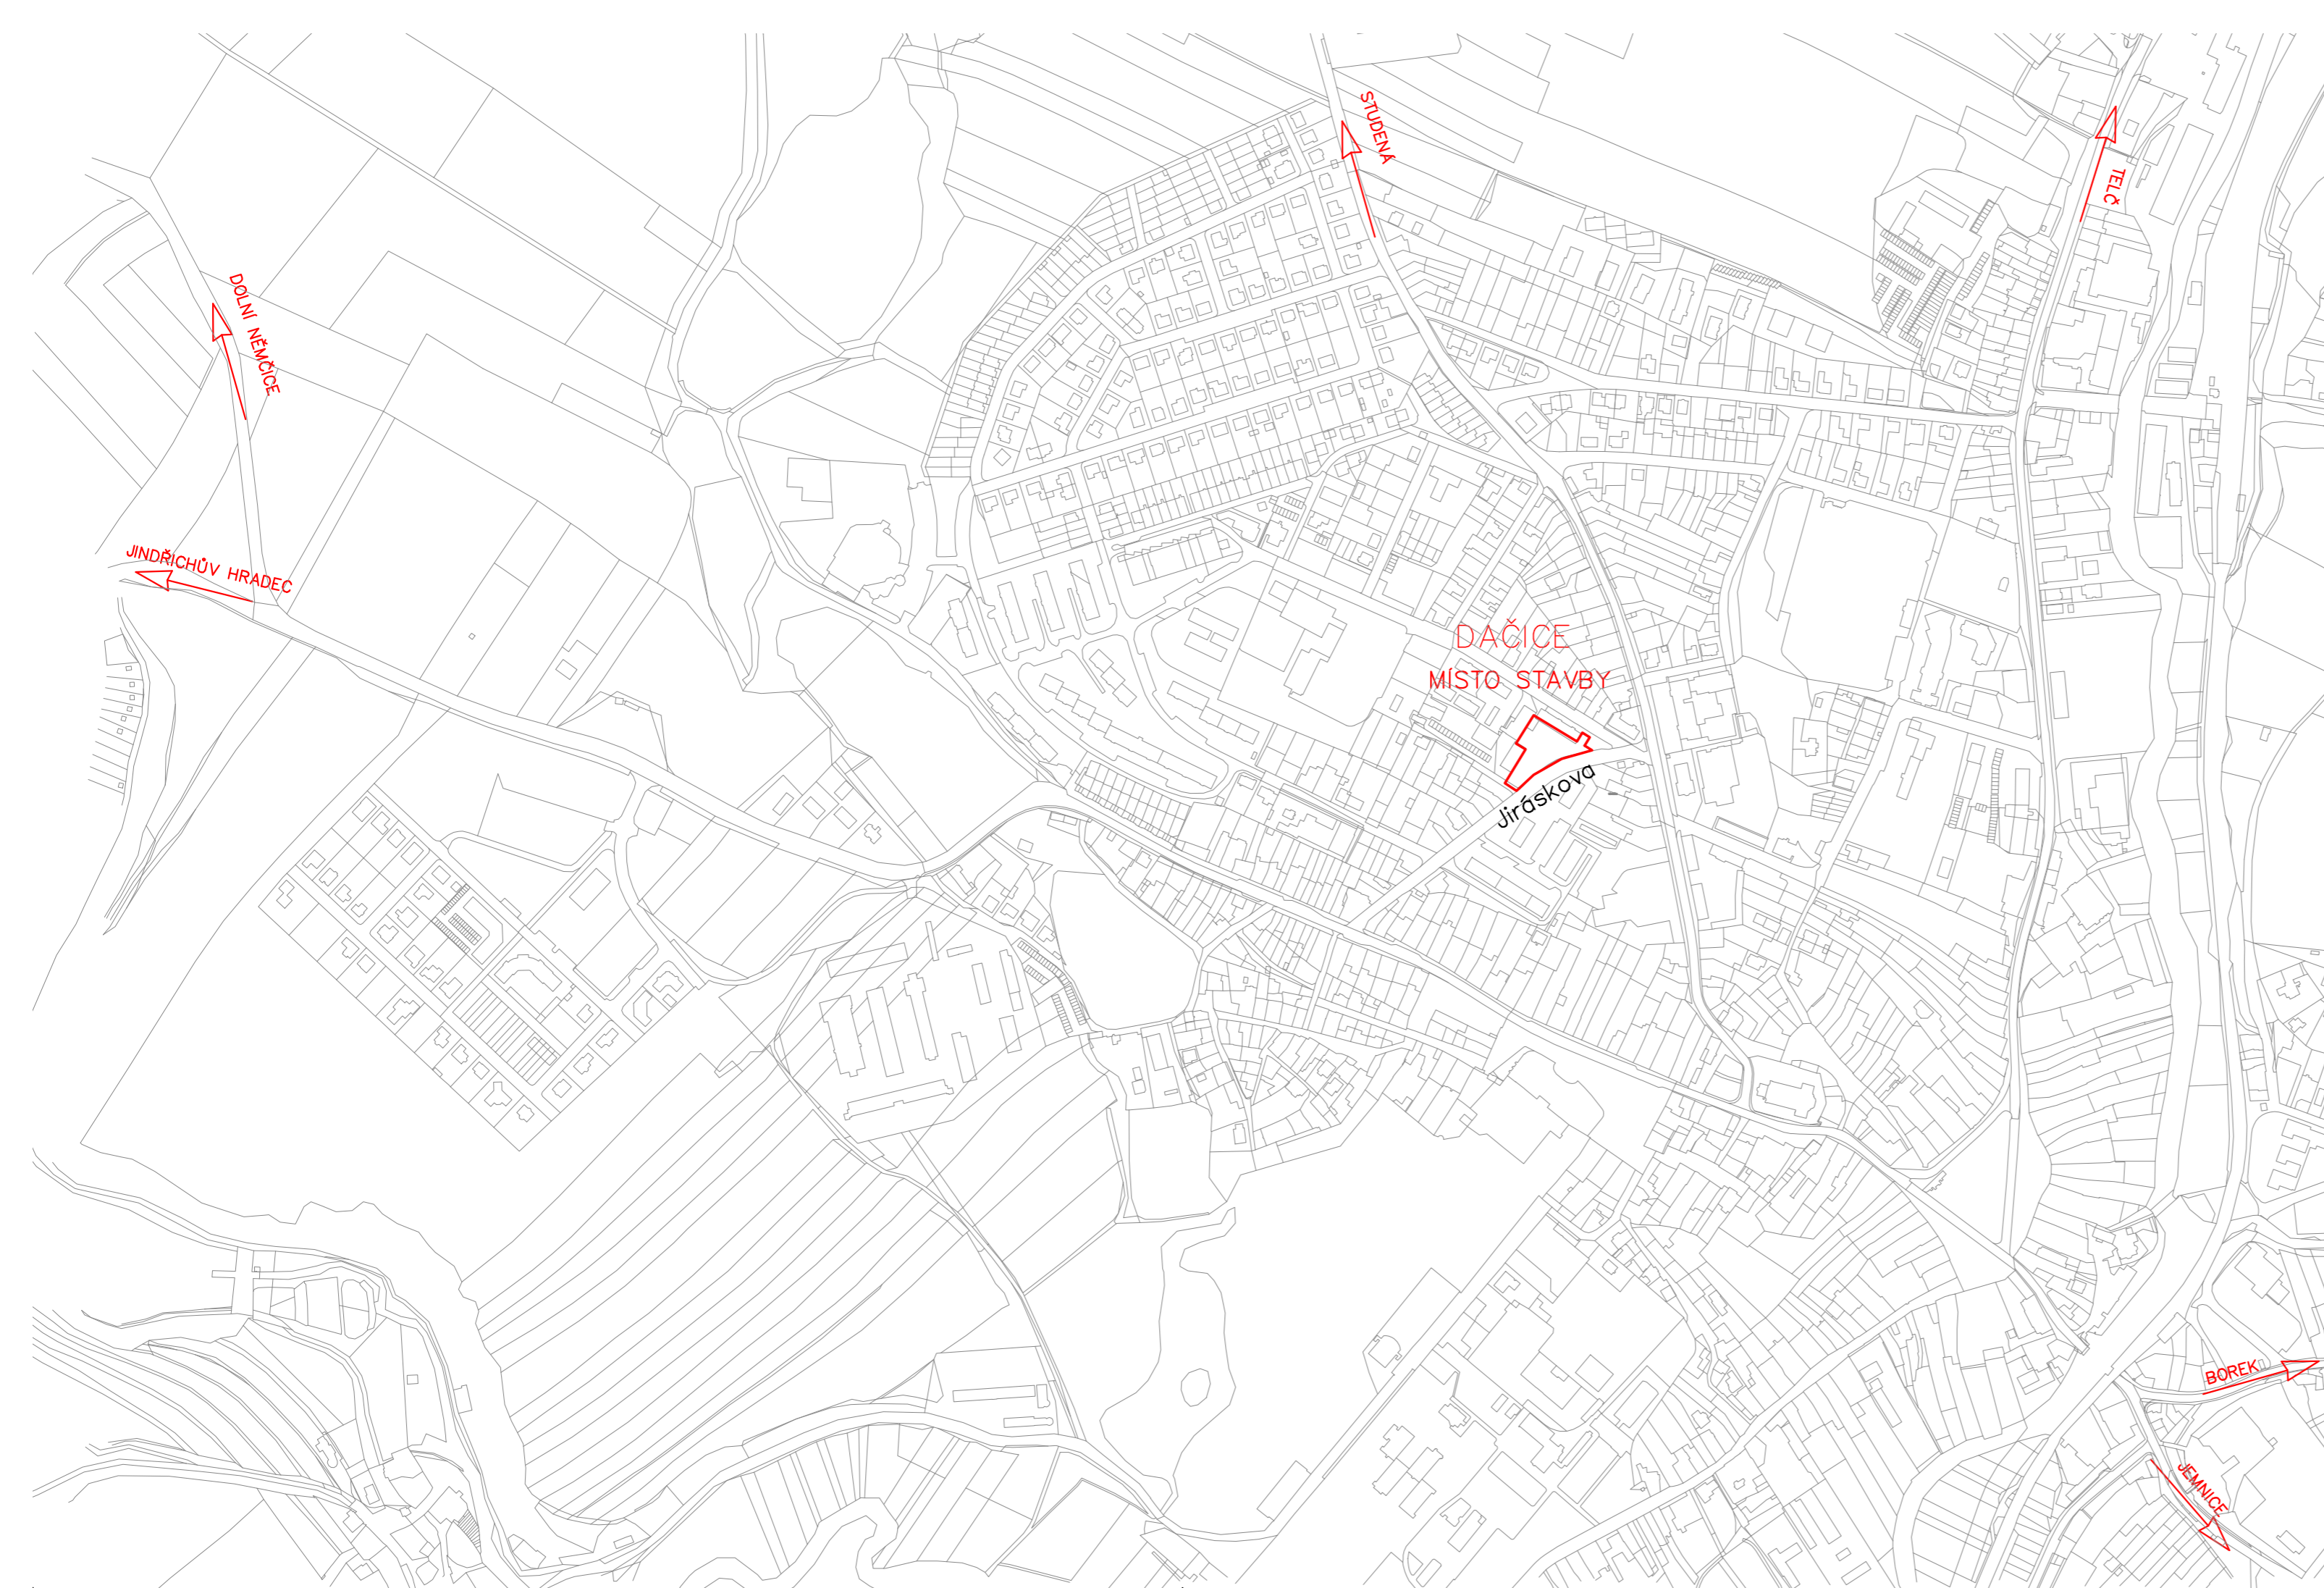 STUDENÁ
TELČ
DOLNÍ NĚMČICE
JINDŘICHŮV HRADEC
DAČICE
MÍSTO STAVBY
Jiráskova
BOREK
JEMNICE